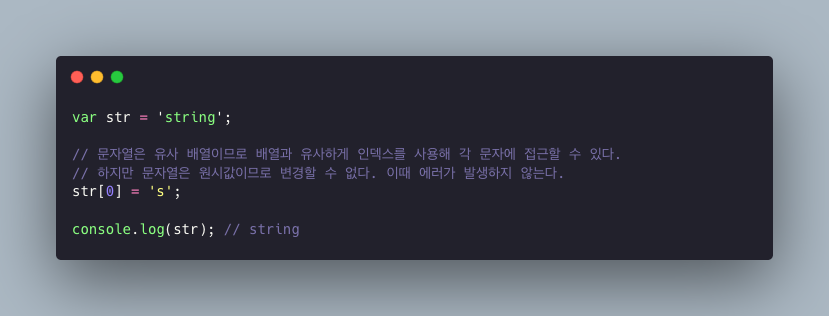 var str = 'string';
// 문자열은 유사 배열이므로 배열과 유사하게 인덱스를 사용해 각 문자에 접근할 수 있다.
// 하지만 문자열은 원시값이므로 변경할 수 없다. 이때 에러가 발생하지 않는다.
str[0] = 's';
console.log(str); // string